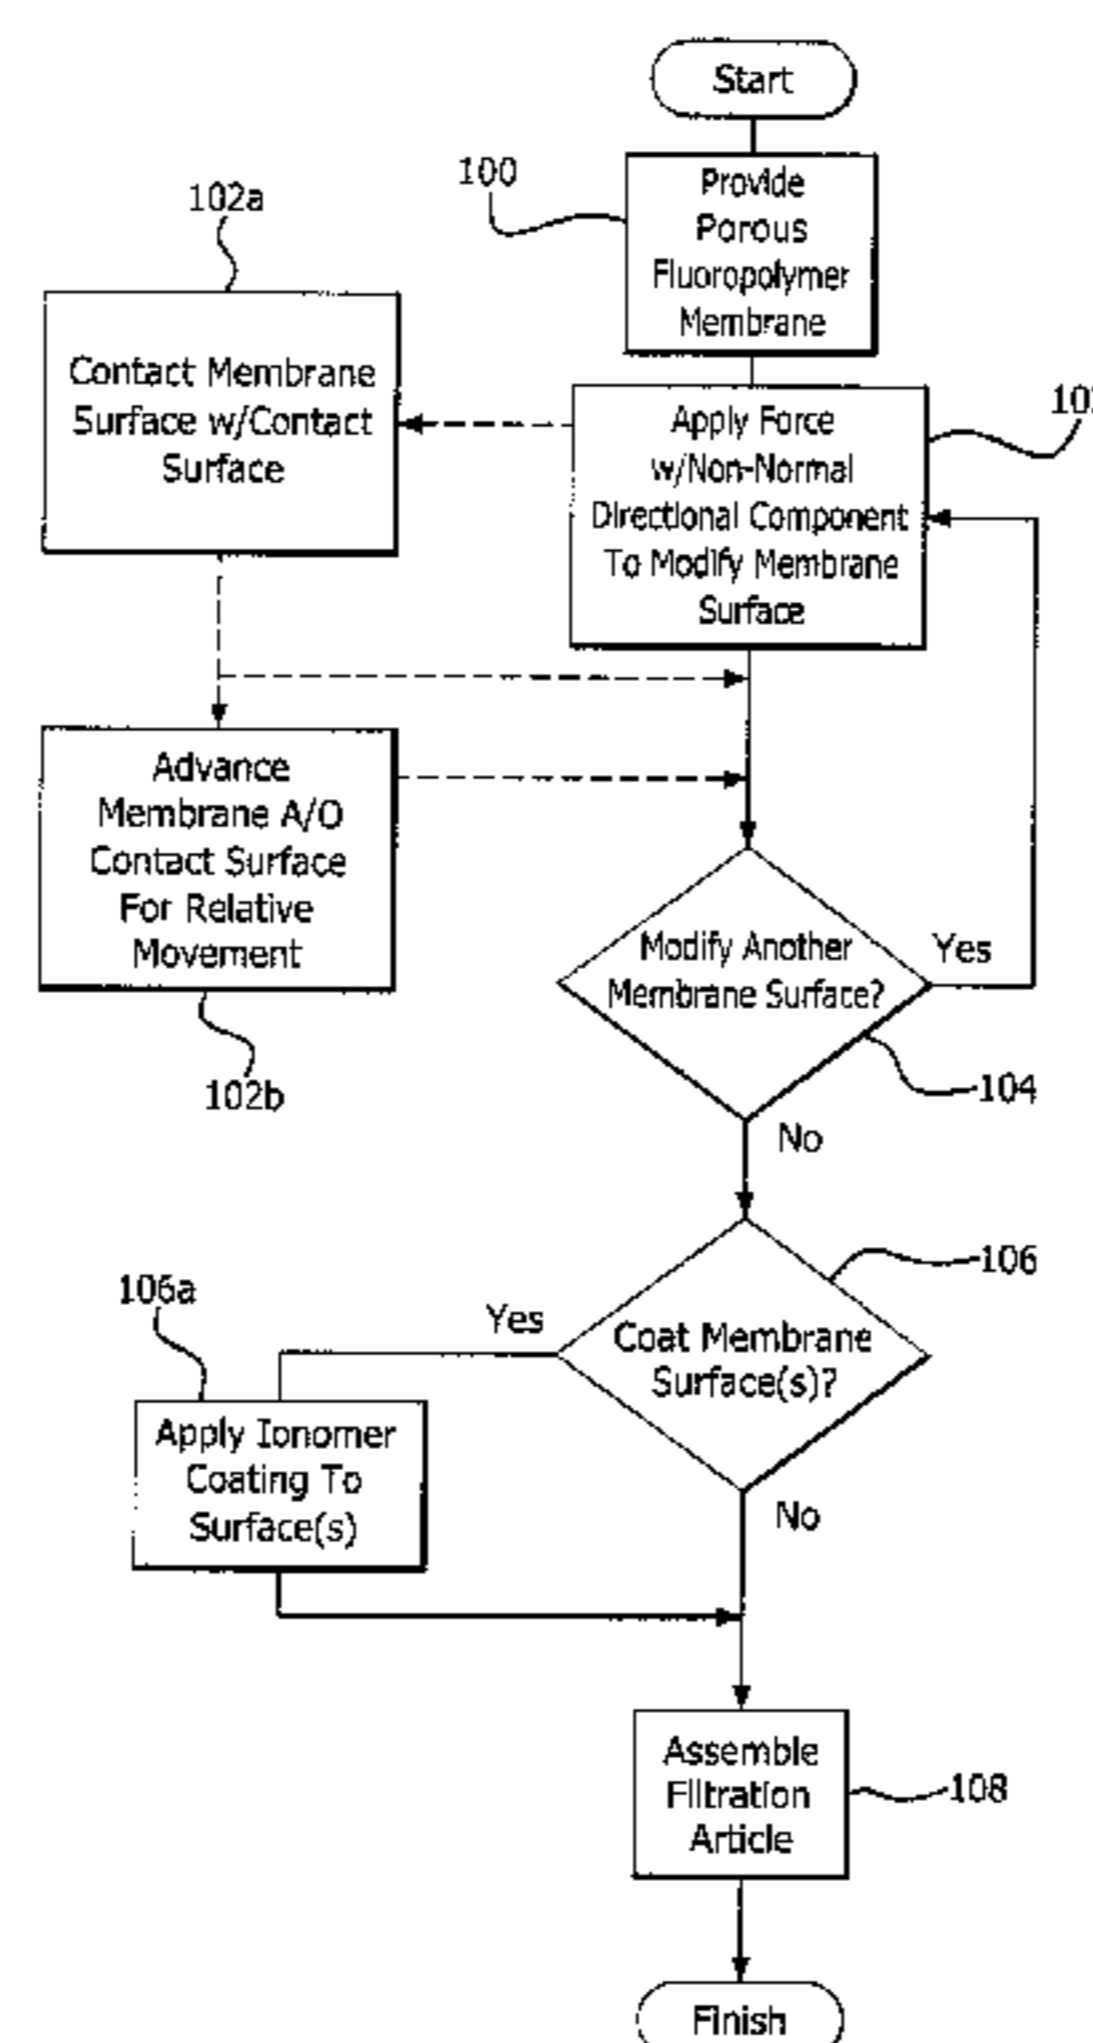 Start
100
Provide
Porous
Fluoropolymer
Membrane
102a
Contact Membrane
Surface w/Contact
Surface
Apply Force
w/Non-Normal
Directional Component
To Modify Membrane
Surface
Advance
Membrane A/O
Contact Surface
For Relative
Movement
102b
Modify Another
Membrane Surface?
Yes
104
No
106
Coat Membrane
Surface(s)?
Yes
106a
Apply Ionomer
Coating To
Surface(s)
No
Assemble
Filtration
Article
108
Finish